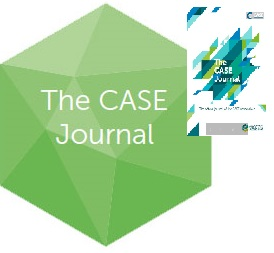 The CASE
Journal
The
CASE
Journal